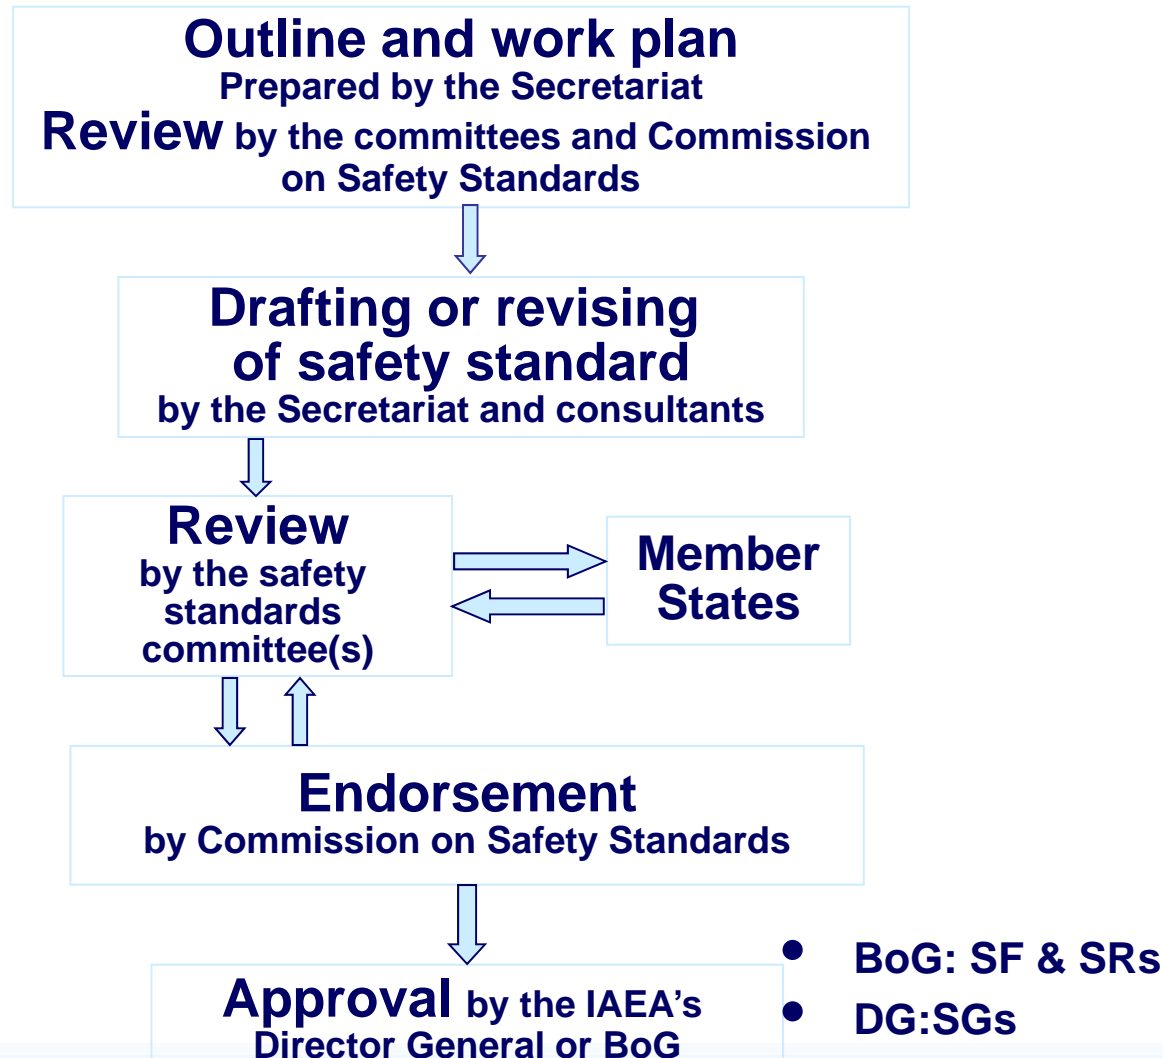 Outline and work plan
Prepared by the Secretariat
Review by the committees and Commission
on Safety Standards
Drafting or revising
of safety standard
by the Secretariat and consultants
Review
by the safety
standards
committee(s)
Member
States
Endorsement
by Commission on Safety Standards
Approval by the IAEA's
Director General or BoG
• BoG: SF & SRs
• DG:SGs